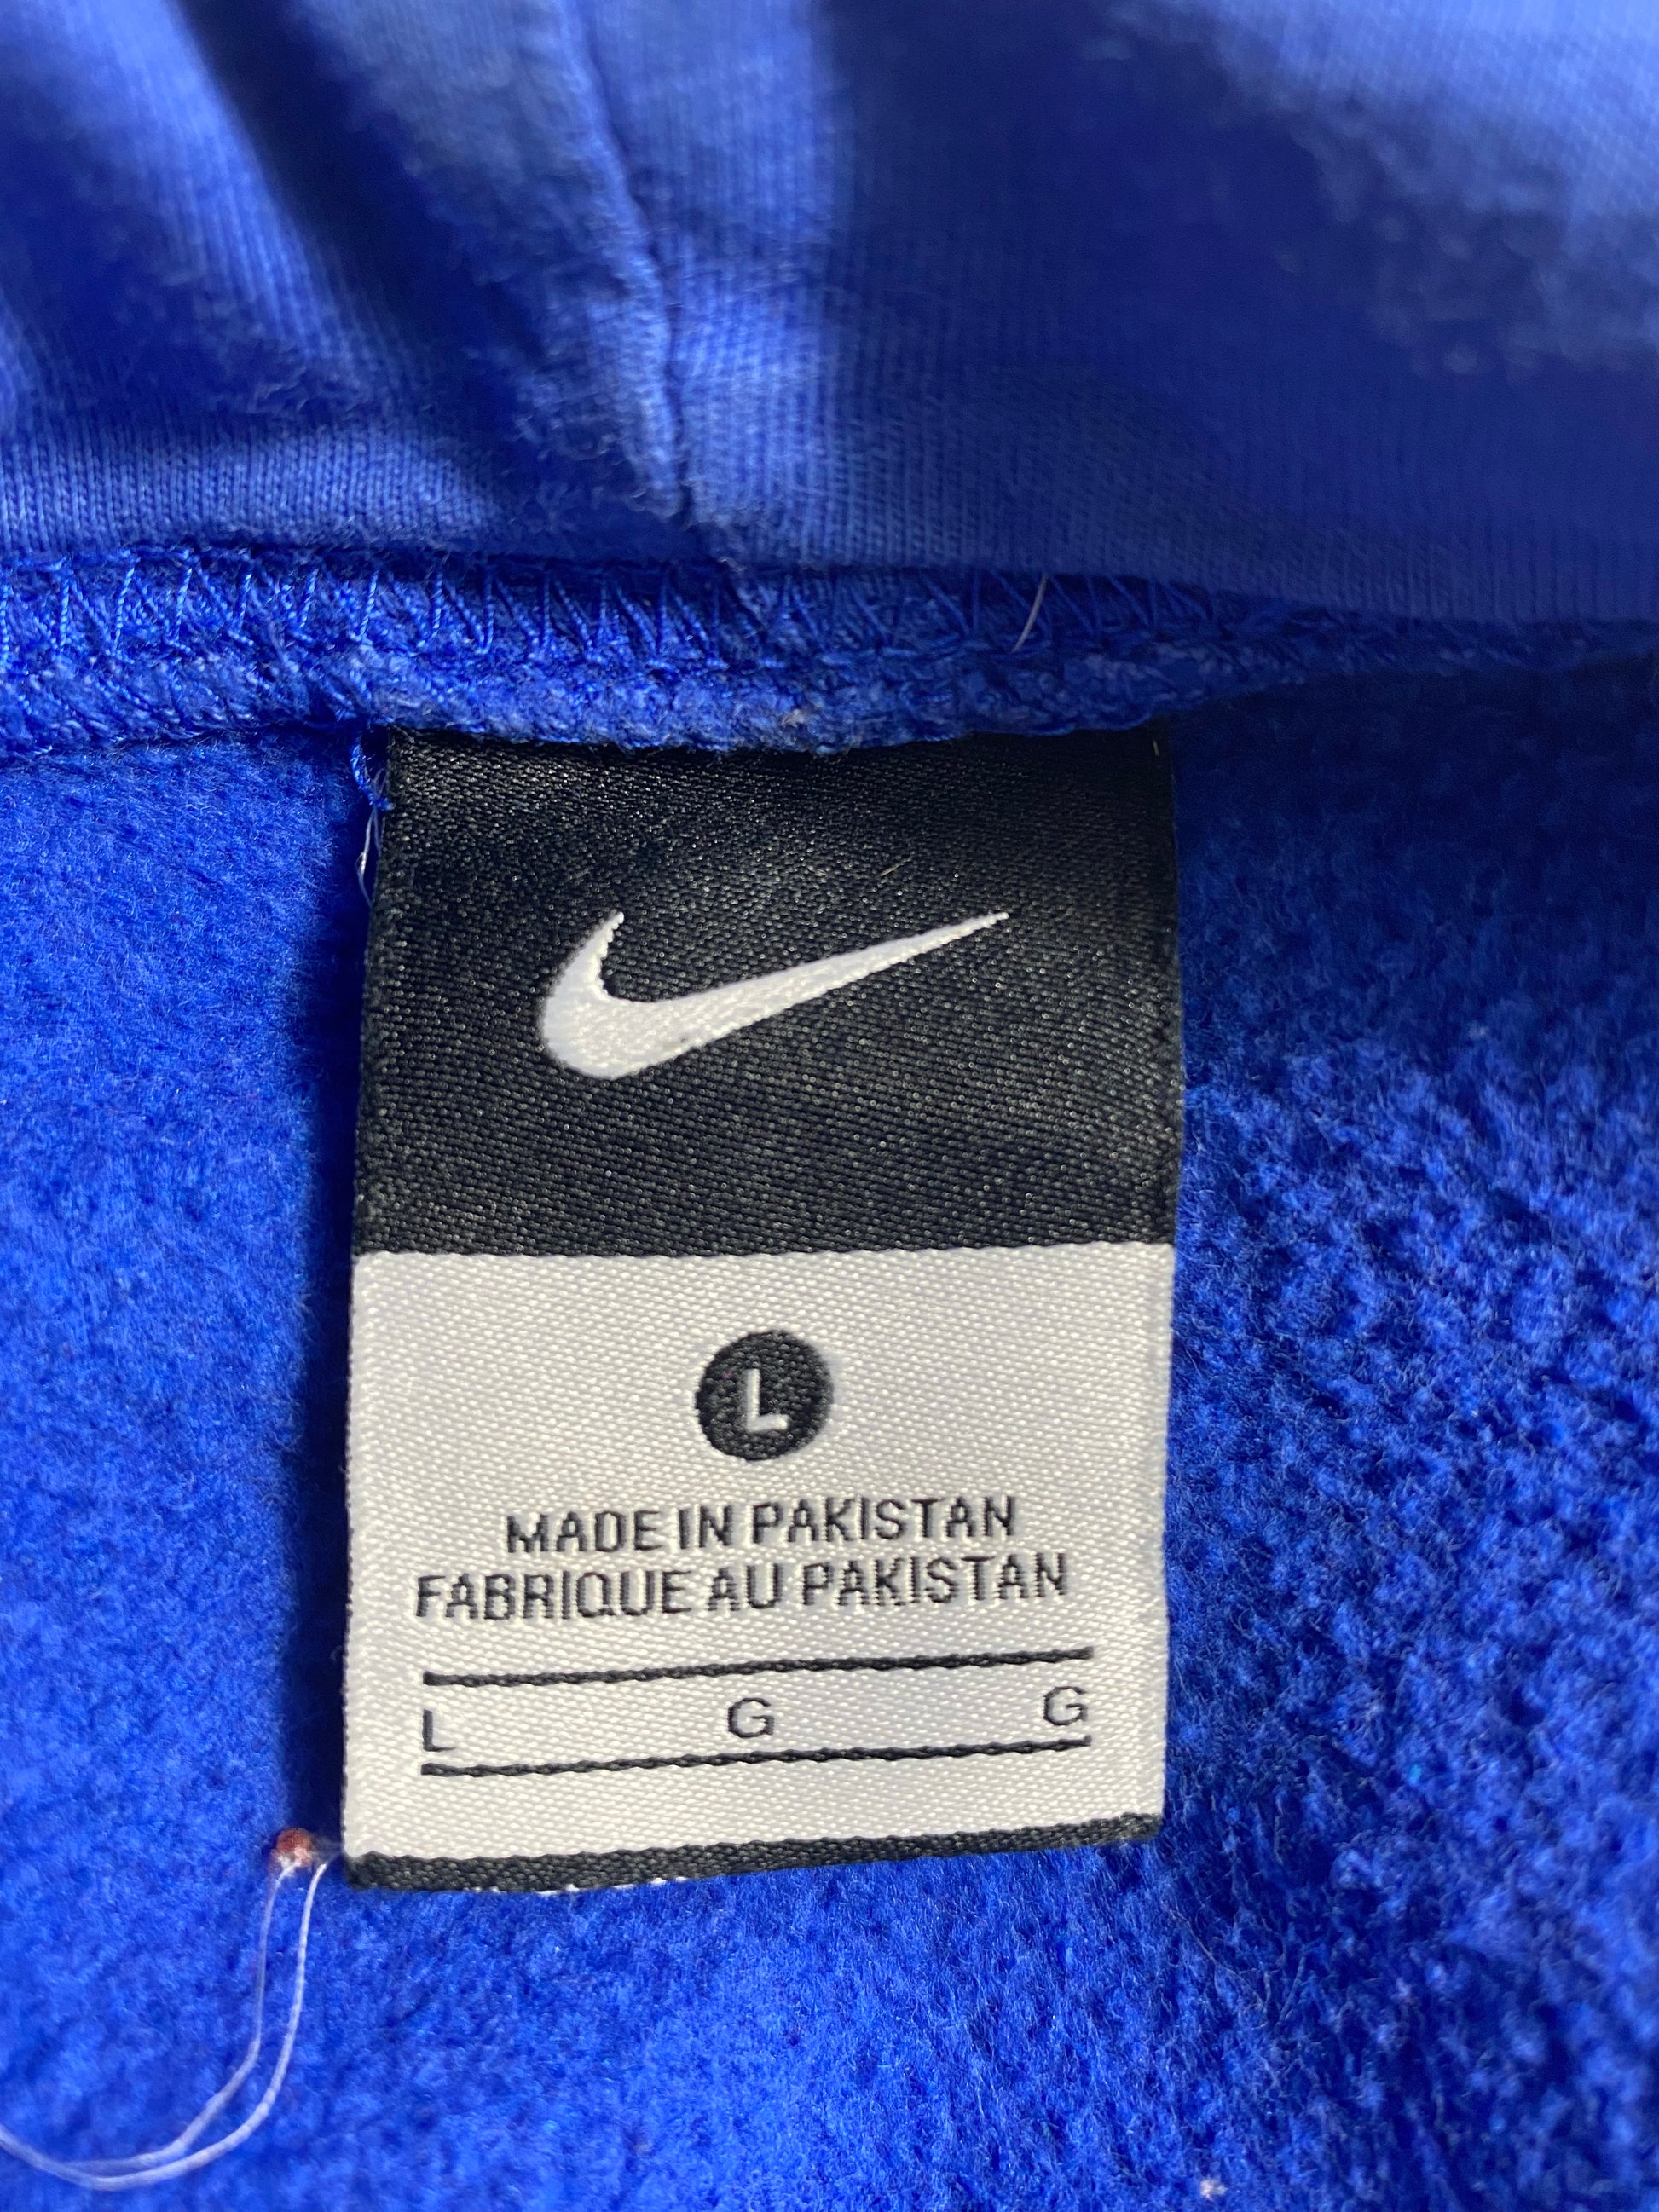 L
MADE IN PAKISTAN
FABRIQUE AU PAKISTAN
L G G